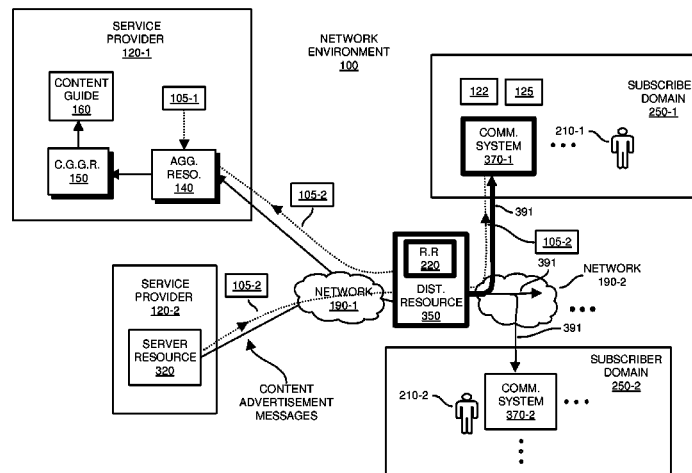 SERVICE
PROVIDER
120-1
CONTENT
GUIDE
160
105-1
C.G.G.R.
150
AGG.
RESO.
140
NETWORK
ENVIRONMENT
100
SUBSCRIBER
DOMAIN
250-1
122
125
COMM.
SYSTEM
370-1
210-1
105-2
391
105-2
R.R
220
DIST.
RESOURCE
350
391
NETWORK
190-2
NETWORK
190-1
SERVICE
PROVIDER
120-2
105-2
SERVER
RESOURCE
320
CONTENT
ADVERTISEMENT
MESSAGES
391
SUBSCRIBER
DOMAIN
250-2
COMM.
SYSTEM
370-2
210-2